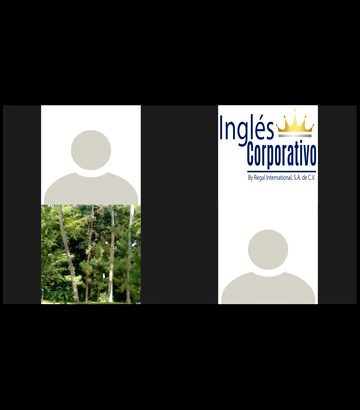 Inglés
Corporativo
By Regal International, S.A. de C.V.